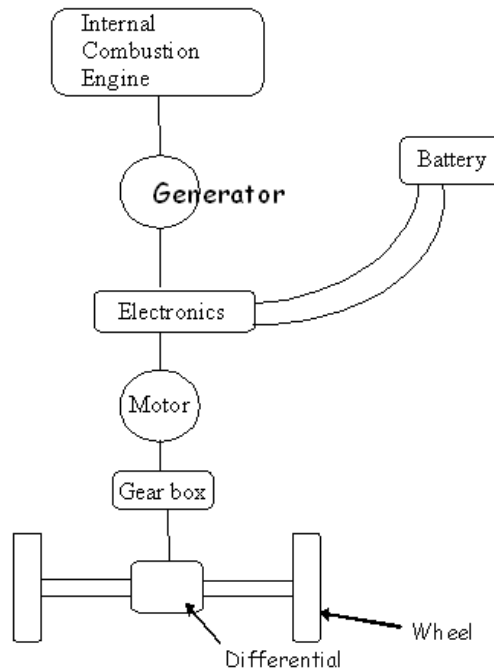 Internal
Combustion
Engine
Battery
Generator
Electronics
Motor
Gear box
Wheel
Differential